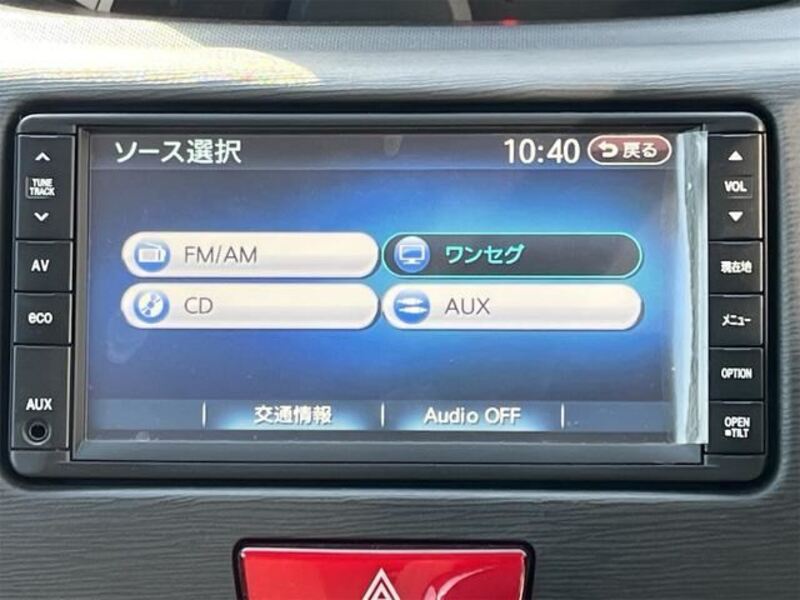 ソース選択 10:40 戻る
FM/AM ワンセグ
CD AUX
交通情報 Audio OFF
TUNE
TRACK
AV
eco
AUX
VOL
現在地
メニュー
OPTION
OPEN
TILT